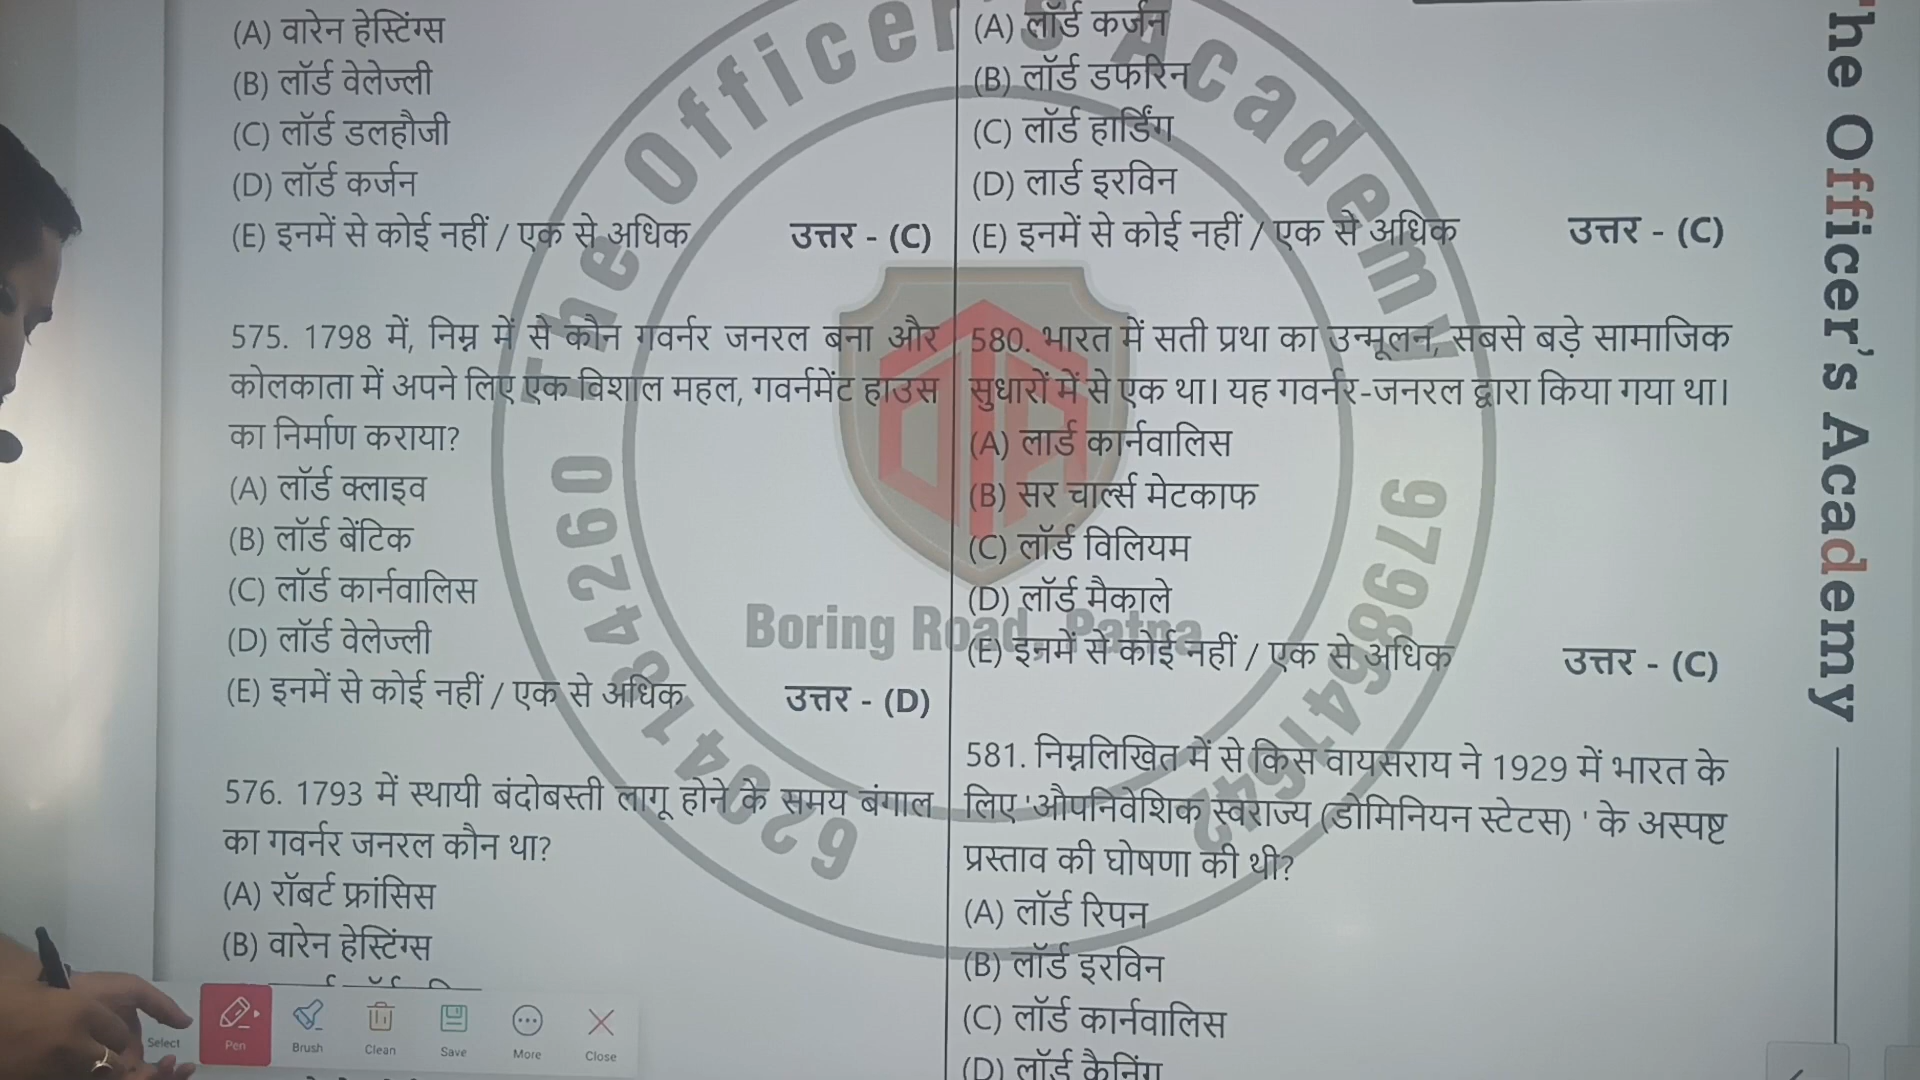 (A) वारेन हेस्टिंग्स
(B) लॉर्ड वेलेज्ली
(C) लॉर्ड डलहौजी
(D) लॉर्ड कर्जन
(E) इनमें से कोई नहीं / एक से अधिक उत्तर - (C)
575. 1798 में, निम्न में से कौन गवर्नर जनरल बना और
कोलकाता में अपने लिए एक विशाल महल, गवर्नमेंट हाउस
का निर्माण कराया?
(A) लॉर्ड क्लाइव
(B) लॉर्ड बेंटिक
(C) लॉर्ड कार्नवालिस
(D) लॉर्ड वेलेज्ली
(E) इनमें से कोई नहीं / एक से अधिक उत्तर - (D)
576. 1793 में स्थायी बंदोबस्ती लागू होने के समय बंगाल
का गवर्नर जनरल कौन था?
(A) रॉबर्ट फ्रांसिस
(B) वारेन हेस्टिंग्स
(A) लॉर्ड कर्जन
(B) लॉर्ड डफरिन
(C) लॉर्ड हार्डिंग
(D) लार्ड इरविन
(E) इनमें से कोई नहीं / एक से अधिक उत्तर - (C)
580. भारत में सती प्रथा का उन्मूलन, सबसे बड़े सामाजिक
सुधारों में से एक था। यह गवर्नर-जनरल द्वारा किया गया था।
(A) लार्ड कार्नवालिस
(B) सर चार्ल्स मेटकाफ
(C) लॉर्ड विलियम
(D) लॉर्ड मैकाले
(E) इनमें से कोई नहीं / एक से अधिक उत्तर - (C)
581. निम्नलिखित में से किस वायसराय ने 1929 में भारत के
लिए 'औपनिवेशिक स्वराज्य (डोमिनियन स्टेटस) ' के अस्पष्ट
प्रस्ताव की घोषणा की थी?
(A) लॉर्ड रिपन
(B) लॉर्ड इरविन
(C) लॉर्ड कार्नवालिस
(D) लॉर्ड कैनिंग
The Officer's Academy
Boring Road, Patna
he Officer's Academy
Select Pen Brush Clean Save More Close